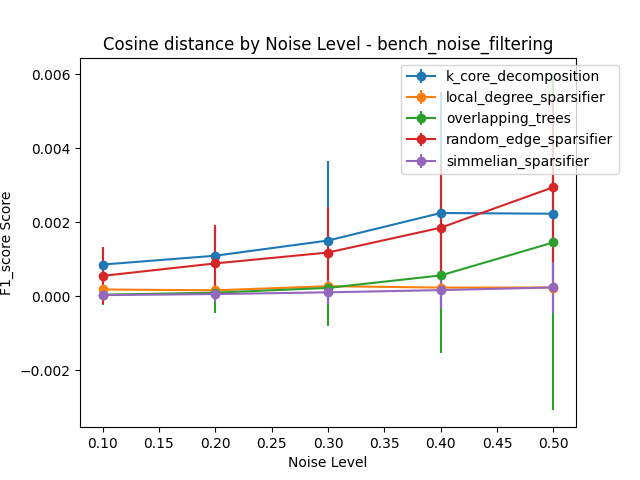 Cosine distance by Noise Level - bench_noise_filtering
k_core_decomposition
local_degree_sparsifier
overlapping_trees
random_edge_sparsifier
simmelian_sparsifier
F1_score Score
0.006
0.004
0.002
0.000
−0.002
0.10 0.15 0.20 0.25 0.30 0.35 0.40 0.45 0.50
Noise Level